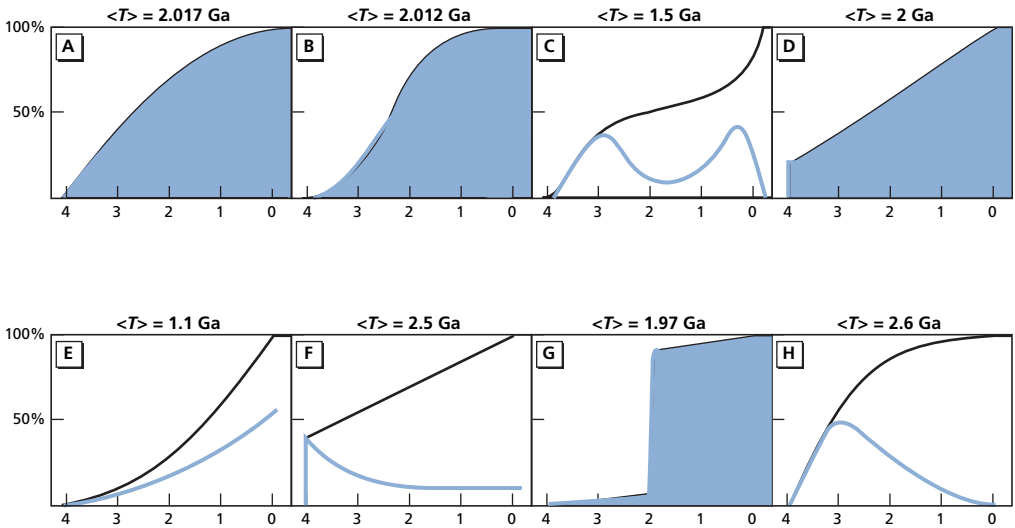 <T> = 2.017 Ga
<T> = 2.012 Ga
<T> = 1.5 Ga
<T> = 2 Ga
100%
A
B
C
D
50%
4 3 2 1 0
4 3 2 1 0
4 3 2 1 0
4 3 2 1 0
<T> = 1.1 Ga
<T> = 2.5 Ga
<T> = 1.97 Ga
<T> = 2.6 Ga
100%
E
F
G
H
50%
4 3 2 1 0
4 3 2 1 0
4 3 2 1 0
4 3 2 1 0